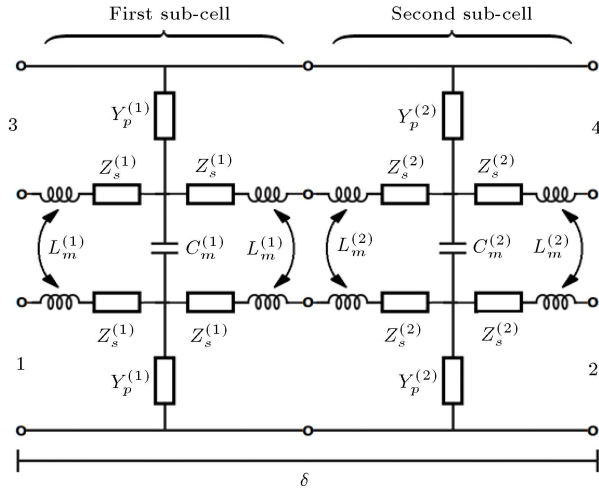 First sub-cell Second sub-cell
Y_p^{(1)} Y_p^{(2)}
3 4
Z_s^{(1)} Z_s^{(1)} Z_s^{(2)} Z_s^{(2)}
L_m^{(1)} C_m^{(1)} L_m^{(1)} L_m^{(2)} C_m^{(2)} L_m^{(2)}
Z_s^{(1)} Z_s^{(1)} Z_s^{(2)} Z_s^{(2)}
1 2
Y_p^{(1)} Y_p^{(2)}
δ